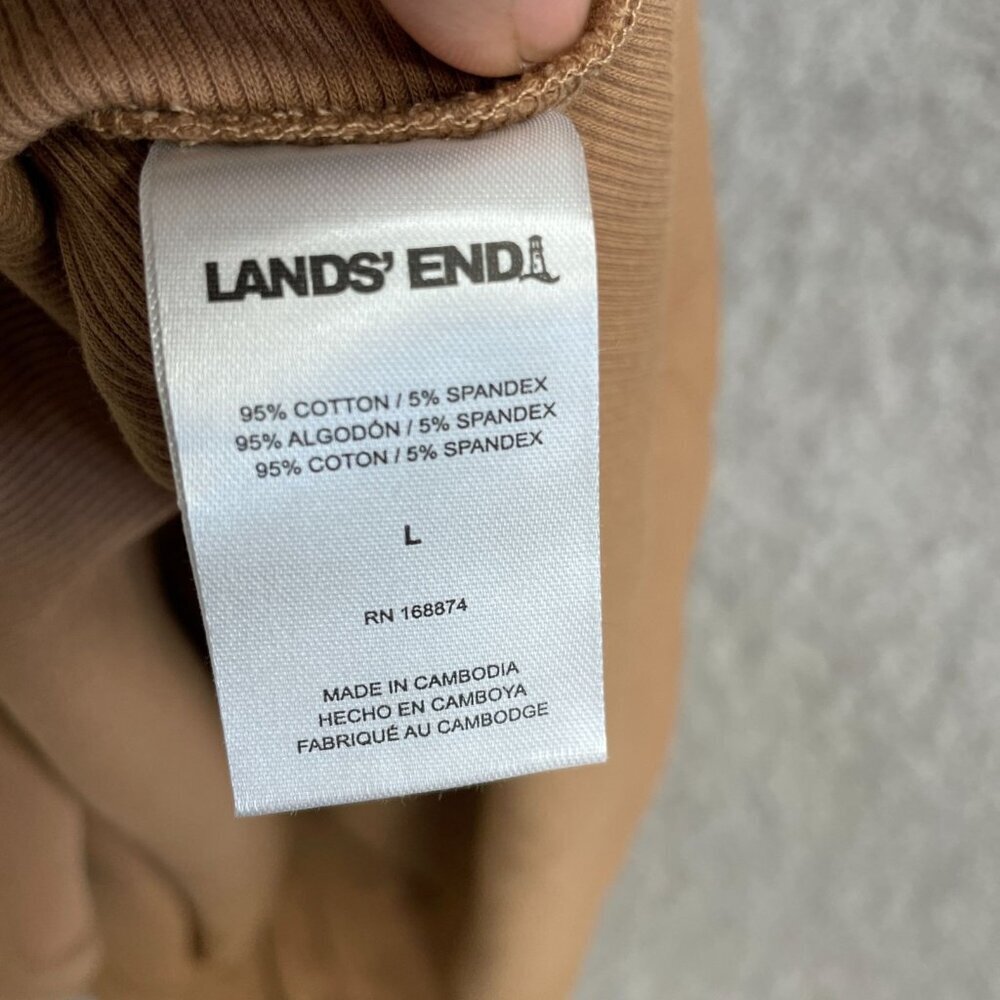 LANDS' END
95% COTTON / 5% SPANDEX
95% ALGODÓN / 5% SPANDEX
95% COTON / 5% SPANDEX
L
RN 168874
MADE IN CAMBODIA
HECHO EN CAMBOYA
FABRIQUÉ AU CAMBODGE